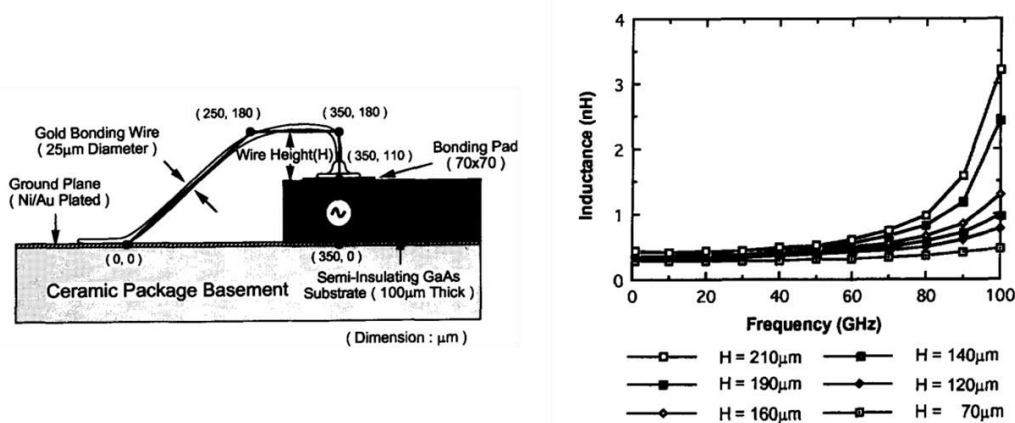 ( 250, 180)
( 350, 180)
Gold Bonding Wire
( 25μm Diameter )
Wire Height(H)
( 350, 110)
Bonding Pad
(70x70)
Ground Plane
( Ni/Au Plated)
( 0, 0)
(350, 0)
Semi-Insulating GaAs
Substrate ( 100μm Thick )
Ceramic Package Basement
( Dimension : μm )
Inductance (nH)
4
3
2
1
0
0
20
40
60
80
100
Frequency (GHz)
H = 210μm
H = 140μm
H = 190μm
H = 120μm
H = 160μm
H = 70μm